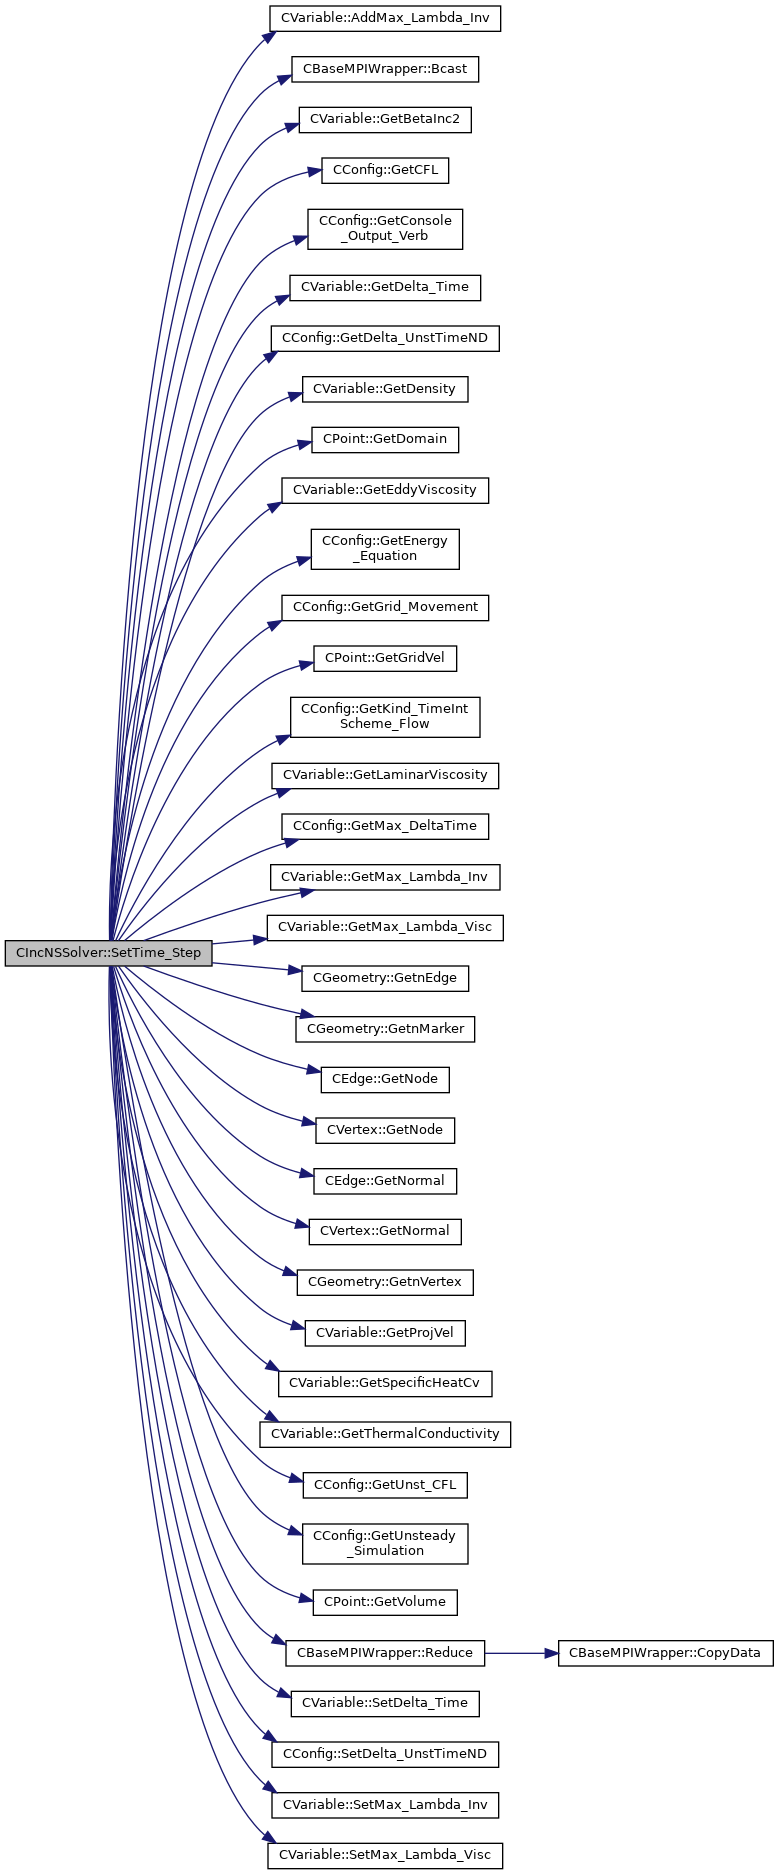 CVariable::AddMax_Lambda_Inv
CBaseMPIWrapper::Bcast
CVariable::GetBetaInc2
CConfig::GetCFL
CConfig::GetConsole
_Output_Verb
CVariable::GetDelta_Time
CConfig::GetDelta_UnstTimeND
CVariable::GetDensity
CPoint::GetDomain
CVariable::GetEddyViscosity
CConfig::GetEnergy
_Equation
CConfig::GetGrid_Movement
CPoint::GetGridVel
CConfig::GetKind_TimeInt
Scheme_Flow
CVariable::GetLaminarViscosity
CConfig::GetMax_DeltaTime
CVariable::GetMax_Lambda_Inv
CVariable::GetMax_Lambda_Visc
CIncNSSolver::SetTime_Step
CGeometry::GetnEdge
CGeometry::GetnMarker
CEdge::GetNode
CVertex::GetNode
CEdge::GetNormal
CVertex::GetNormal
CGeometry::GetnVertex
CVariable::GetProjVel
CVariable::GetSpecificHeatCv
CVariable::GetThermalConductivity
CConfig::GetUnst_CFL
CConfig::GetUnsteady
_Simulation
CPoint::GetVolume
CBaseMPIWrapper::Reduce
CBaseMPIWrapper::CopyData
CVariable::SetDelta_Time
CConfig::SetDelta_UnstTimeND
CVariable::SetMax_Lambda_Inv
CVariable::SetMax_Lambda_Visc